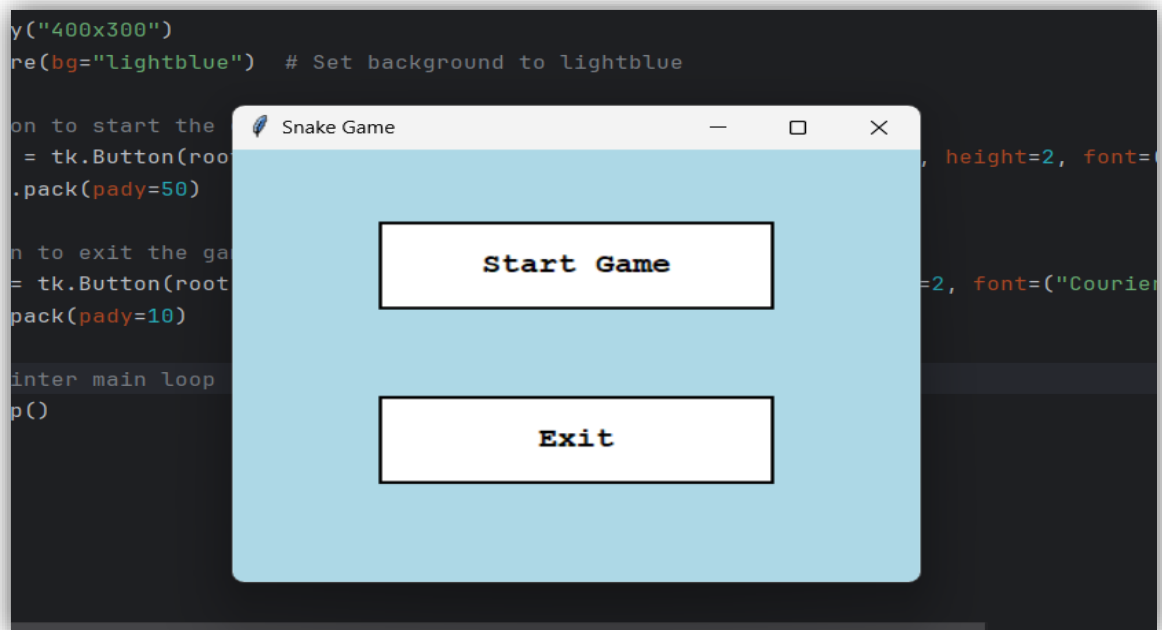 y("400x300")
re(bg="lightblue")  # Set background to lightblue
Snake Game
on to start the
= tk.Button(root , height=2, font=
.pack(pady=50)
Start Game
n to exit the gam
= tk.Button(root =2, font=("Courier
pack(pady=10)
inter main loop
p()
Exit